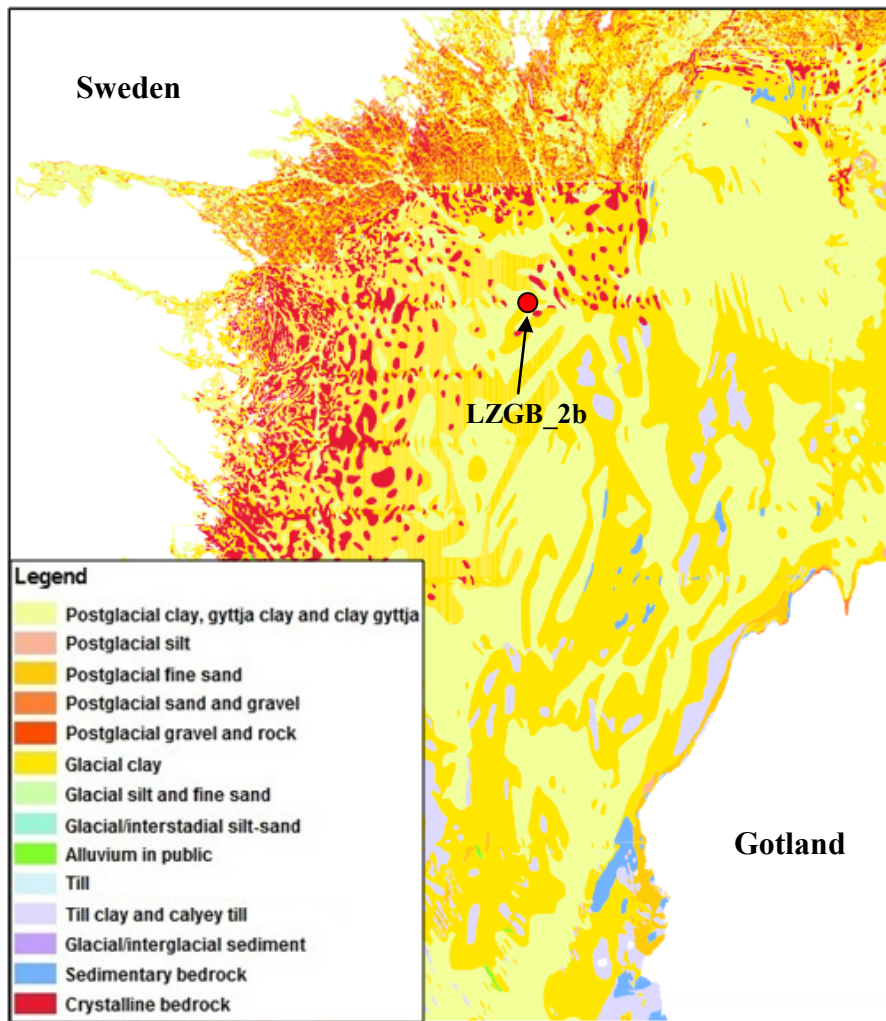 Sweden
LZGB_2b
Legend
Postglacial clay, gyttja clay and clay gyttja
Postglacial silt
Postglacial fine sand
Postglacial sand and gravel
Postglacial gravel and rock
Glacial clay
Glacial silt and fine sand
Glacial/interstadial silt-sand
Alluvium in public
Till
Till clay and calyey till
Glacial/interglacial sediment
Sedimentary bedrock
Crystalline bedrock
Gotland